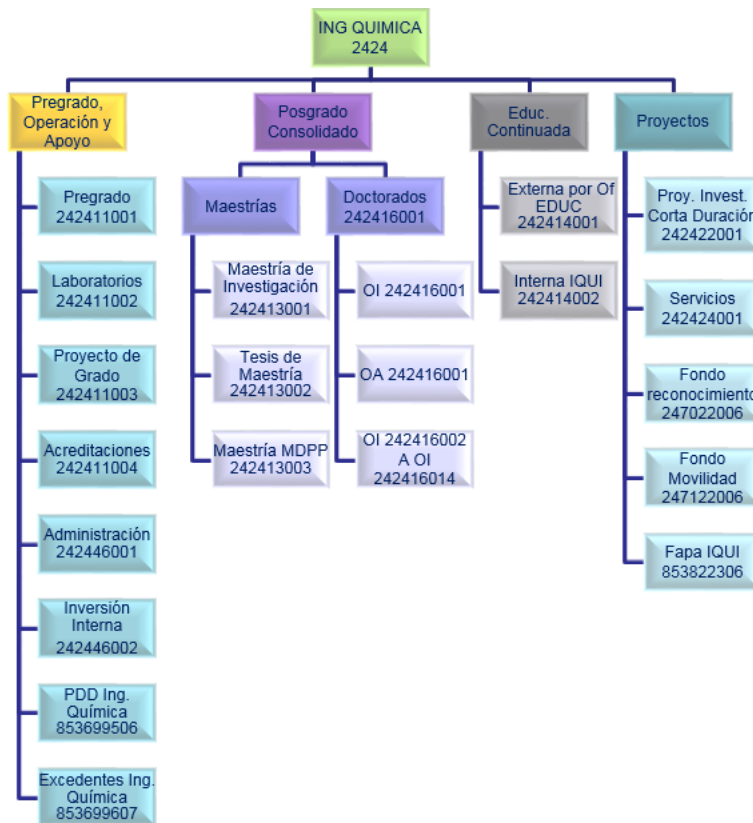 ING QUIMICA
2424
Pregrado,
Operación y
Apoyo
Posgrado
Consolidado
Educ.
Continuada
Proyectos
Pregrado
242411001
Laboratorios
242411002
Proyecto de
Grado
242411003
Acreditaciones
242411004
Administración
242446001
Inversión
Interna
242446002
PDD Ing.
Química
853699506
Excedentes Ing.
Química
853699607
Maestrías
Maestría de
Investigación
242413001
Tesis de
Maestría
242413002
Maestría MDPP
242413003
Doctorados
242416001
OI 242416001
OA 242416001
OI 242416002
A OI
242416014
Externa por Of
EDUC
242414001
Interna IQUI
242414002
Proy. Invest.
Corta Duración
242422001
Servicios
242424001
Fondo
reconocimiento
247022006
Fondo
Movilidad
247122006
Fapa IQUI
853822306